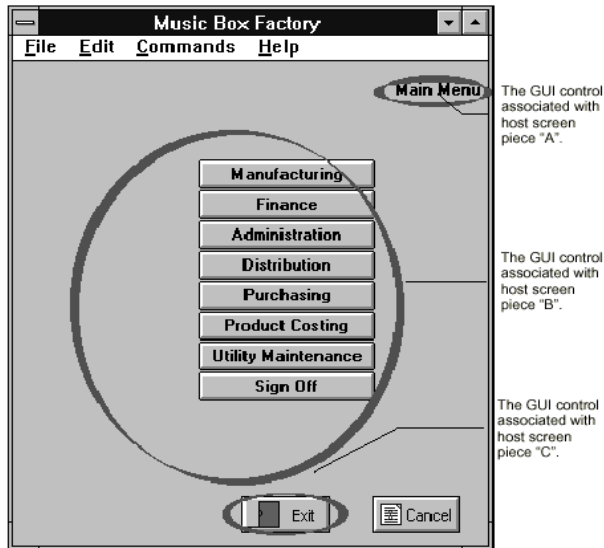 Music Box Factory
File Edit Commands Help
Main Menu
The GUI control
associated with
host screen
piece "A".
Manufacturing
Finance
Administration
Distribution
Purchasing
Product Costing
Utility Maintenance
Sign Off
The GUI control
associated with
host screen
piece "B".
The GUI control
associated with
host screen
piece "C".
Exit
Cancel